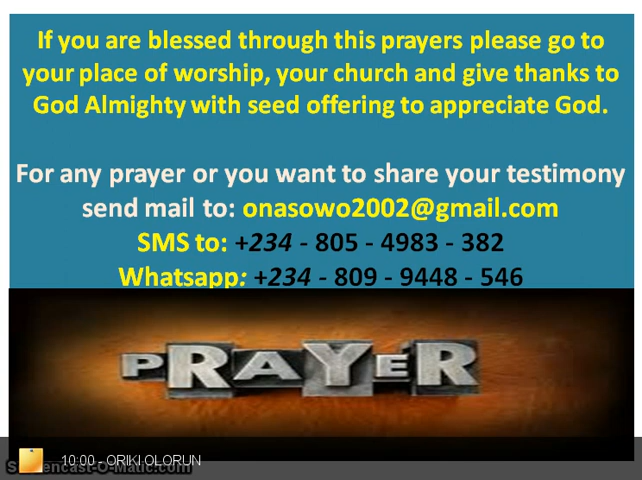 If you are blessed through this prayers please go to
your place of worship, your church and give thanks to
God Almighty with seed offering to appreciate God.
For any prayer or you want to share your testimony
send mail to: onasowo2002@gmail.com
SMS to: +234 - 805 - 4983 - 382
Whatsapp: +234 - 809 - 9448 - 546
PRAYER
10:00 - ORIKI OLORUN
Screencast-O-Matic.com